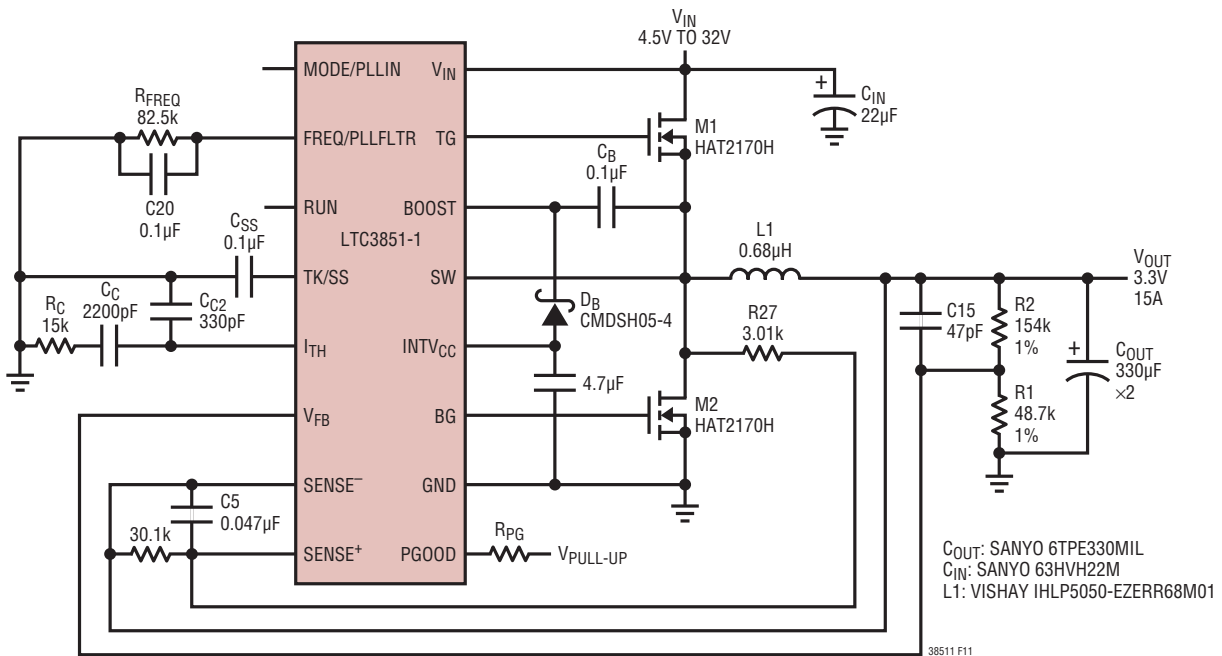 V_IN
4.5V TO 32V
MODE/PLLIN
V_IN
C_IN
22µF
R_FREQ
82.5k
FREQ/PLLFLTR
TG
M1
HAT2170H
C_B
0.1µF
C20
0.1µF
RUN
BOOST
LTC3851-1
C_SS
0.1µF
TK/SS
SW
L1
0.68µH
V_OUT
3.3V
15A
C_C
2200pF
C_C2
330pF
R_C
15k
D_B
CMDSH05-4
R27
3.01k
C15
47pF
R2
154k
1%
I_TH
INTV_CC
C_OUT
330µF
×2
4.7µF
R1
48.7k
1%
V_FB
BG
M2
HAT2170H
SENSE⁻
GND
C5
0.047µF
30.1k
SENSE⁺
PGOOD
R_PG
V_PULL-UP
C_OUT: SANYO 6TPE330MIL
C_IN: SANYO 63HVH22M
L1: VISHAY IHLP5050-EZERR68M01
38511 F11